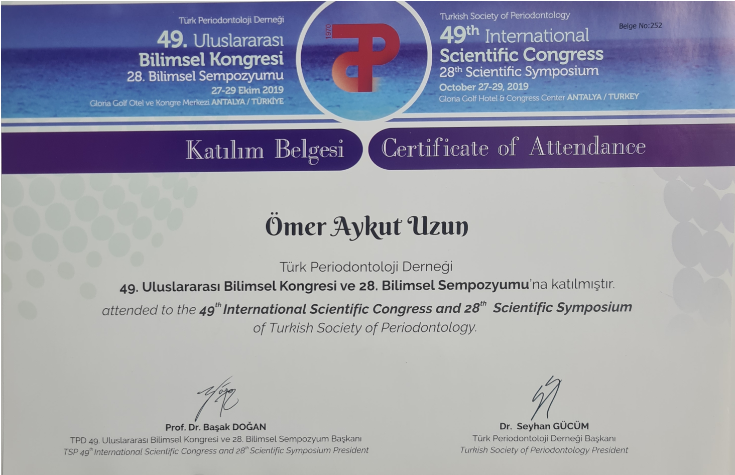 Türk Periodontoloji Derneği
49. Uluslararası
Bilimsel Kongresi
28. Bilimsel Sempozyumu
27-29 Ekim 2019
Gloria Golf Otel ve Kongre Merkezi ANTALYA / TÜRKİYE
1970
Turkish Society of Periodontology
49th International
Scientific Congress
28th Scientific Symposium
October 27-29, 2019
Gloria Golf Hotel & Congress Center ANTALYA / TURKEY
Belge No:252
Katılım Belgesi
Certificate of Attendance
Ömer Aykut Uzun
Türk Periodontoloji Derneği
49. Uluslararası Bilimsel Kongresi ve 28. Bilimsel Sempozyumu'na katılmıştır.
attended to the 49th International Scientific Congress and 28th Scientific Symposium
of Turkish Society of Periodontology.
Prof. Dr. Başak DOĞAN
TPD 49. Uluslararası Bilimsel Kongresi ve 28. Bilimsel Sempozyum Başkanı
TSP 49th International Scientific Congress and 28th Scientific Symposium President
Dr. Seyhan GÜCÜM
Türk Periodontoloji Derneği Başkanı
Turkish Society of Periodontology President